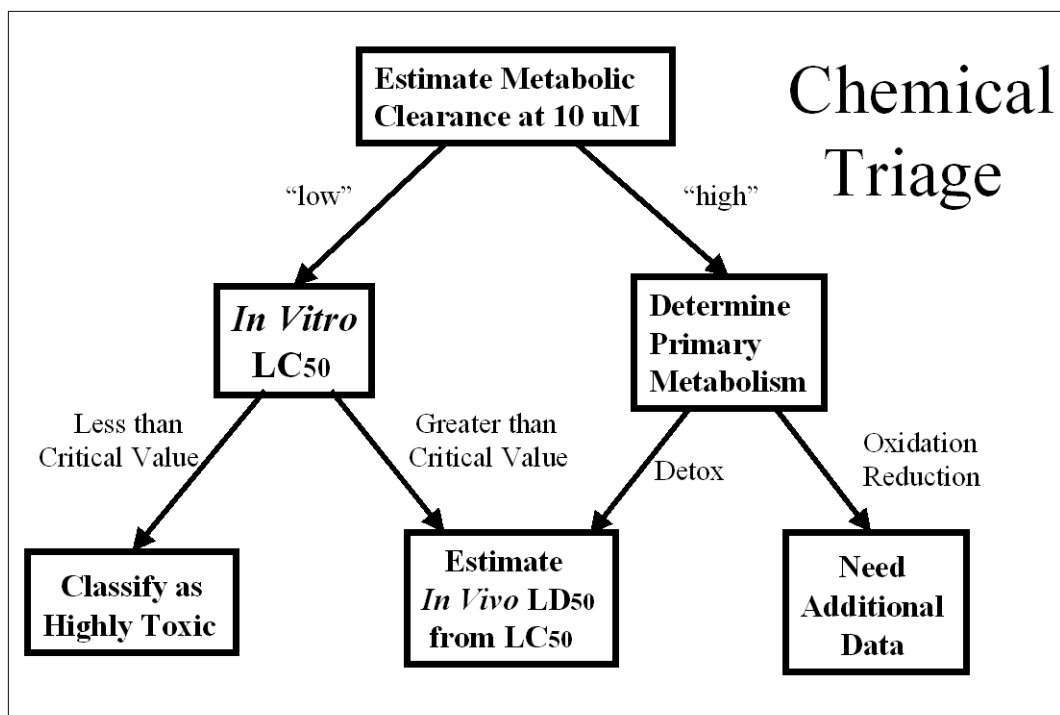 Chemical
Triage
Estimate Metabolic
Clearance at 10 uM
“low”
“high”
In Vitro
LC50
Determine
Primary
Metabolism
Less than
Critical Value
Greater than
Critical Value
Detox
Oxidation
Reduction
Classify as
Highly Toxic
Estimate
In Vivo LD50
from LC50
Need
Additional
Data